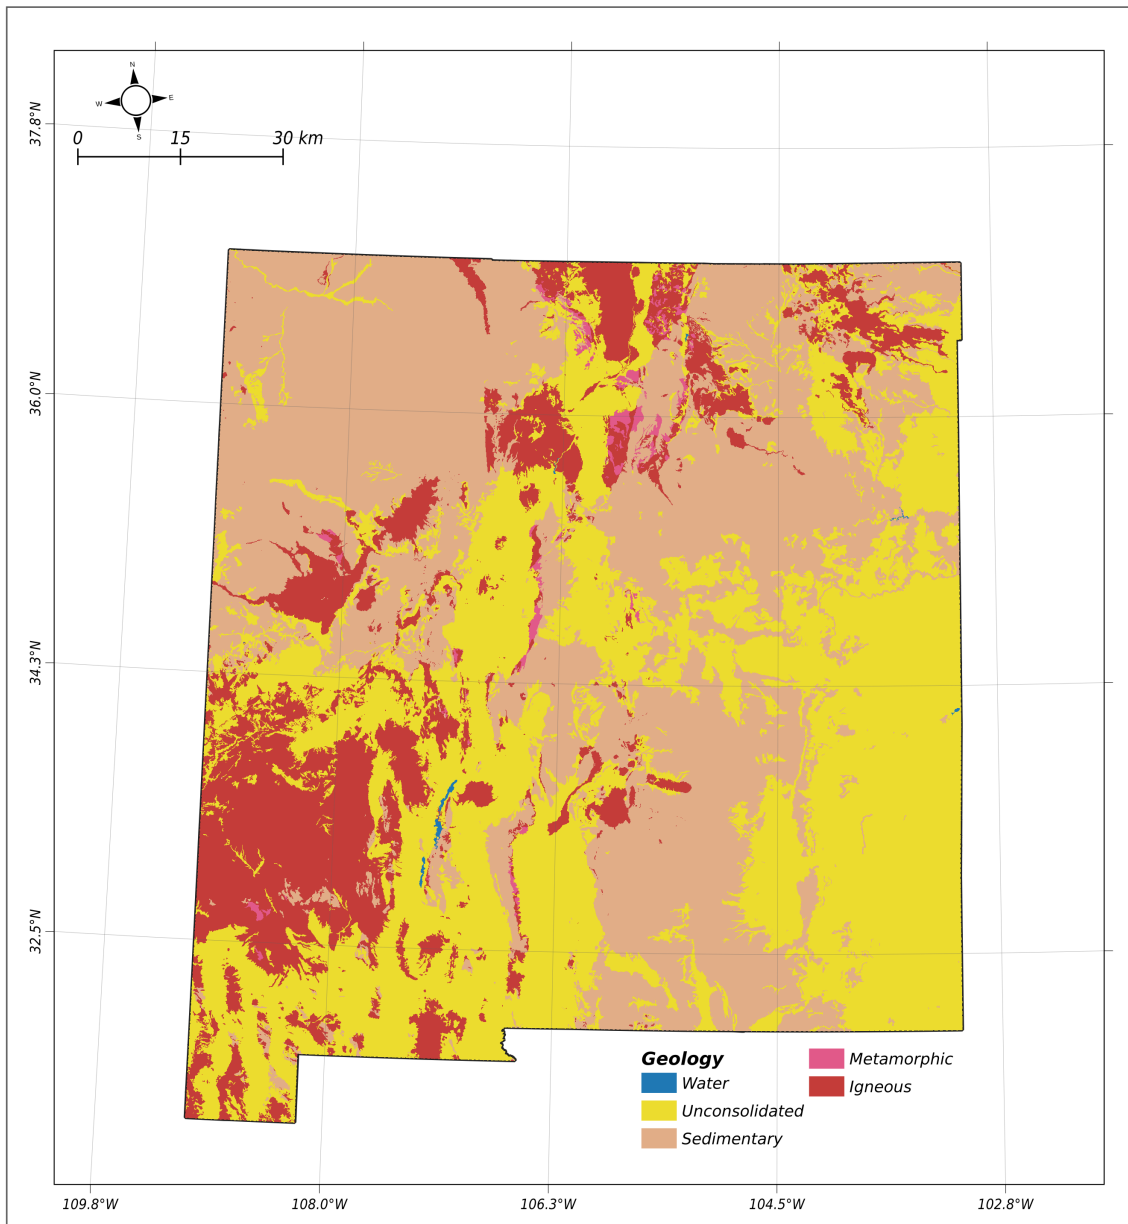 N
W E
S
0 15 30 km
37.8°N
36.0°N
34.3°N
32.5°N
Geology
Water
Unconsolidated
Sedimentary
Metamorphic
Igneous
109.8°W 108.0°W 106.3°W 104.5°W 102.8°W